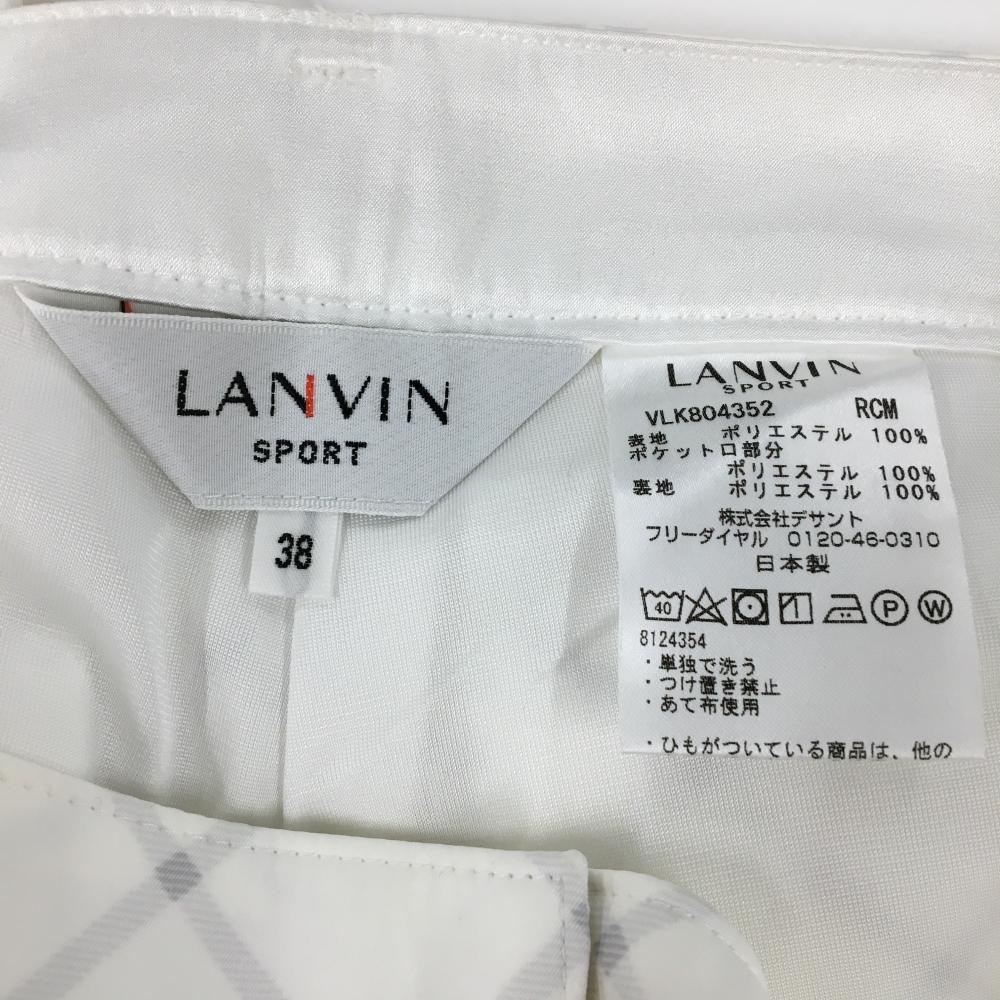 LANVIN
SPORT
38
LANVIN
SPORT
VLK804352 RCM
表地 ポリエステル 100%
ポケット口部分
ポリエステル 100%
裏地 ポリエステル 100%
株式会社デサント
フリーダイヤル 0120-46-0310
日本製
40 P W
8124354
・単独で洗う
・つけ置き禁止
・あて布使用
・ひもがついている商品は、他の